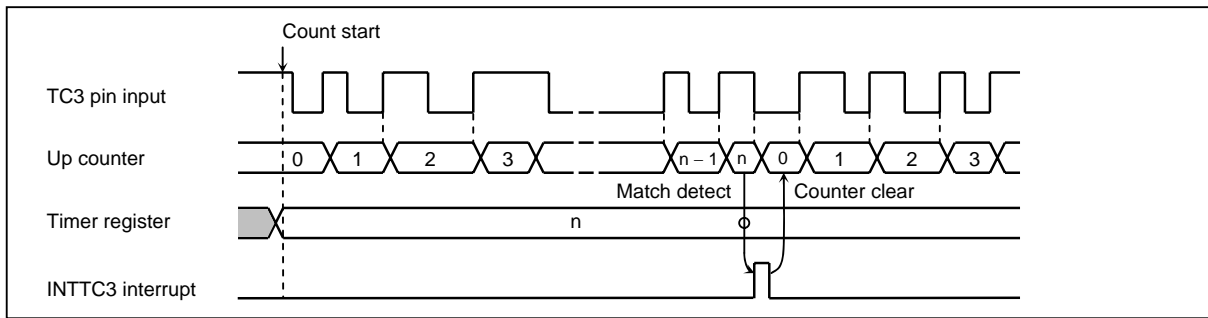 Count start
TC3 pin input
Up counter 0 1 2 3 n − 1 n 0 1 2 3
Match detect Counter clear
Timer register n
INTTC3 interrupt